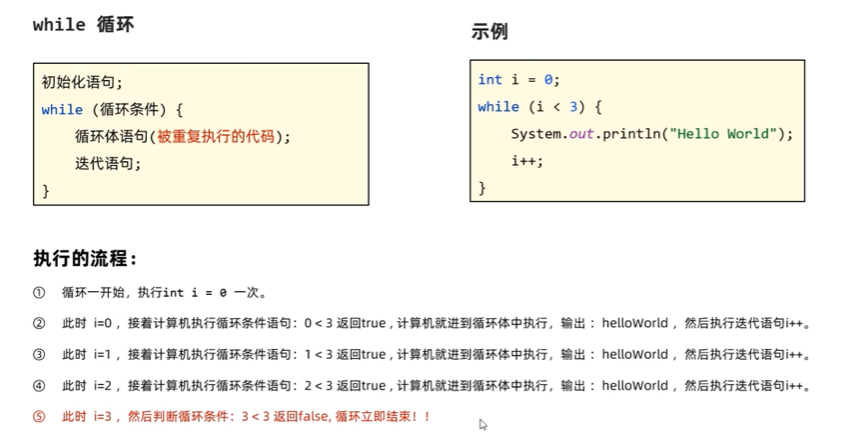 while 循环
初始化语句;
while (循环条件) {
循环体语句(被重复执行的代码);
迭代语句;
}
示例
int i = 0;
while (i < 3) {
System.out.println("Hello World");
i++;
}
执行的流程：
① 循环一开始，执行int i = 0 一次。
② 此时 i=0 ，接着计算机执行循环条件语句：0 < 3 返回true , 计算机就进到循环体中执行，输出 ：helloWorld ，然后执行迭代语句i++。
③ 此时 i=1 ，接着计算机执行循环条件语句：1 < 3 返回true , 计算机就进到循环体中执行，输出 ：helloWorld ，然后执行迭代语句i++。
④ 此时 i=2 ，接着计算机执行循环条件语句：2 < 3 返回true , 计算机就进到循环体中执行，输出 ：helloWorld ，然后执行迭代语句i++。
⑤ 此时 i=3 ，然后判断循环条件：3 < 3 返回false, 循环立即结束！！